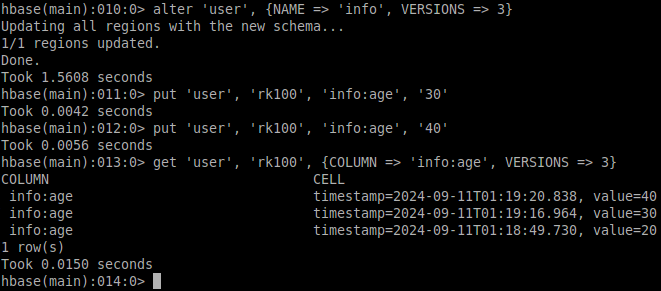 hbase(main):010:0> alter 'user', {NAME => 'info', VERSIONS => 3}
Updating all regions with the new schema...
1/1 regions updated.
Done.
Took 1.5608 seconds
hbase(main):011:0> put 'user', 'rk100', 'info:age', '30'
Took 0.0042 seconds
hbase(main):012:0> put 'user', 'rk100', 'info:age', '40'
Took 0.0056 seconds
hbase(main):013:0> get 'user', 'rk100', {COLUMN => 'info:age', VERSIONS => 3}
COLUMN                                CELL
 info:age                             timestamp=2024-09-11T01:19:20.838, value=40
 info:age                             timestamp=2024-09-11T01:19:16.964, value=30
 info:age                             timestamp=2024-09-11T01:18:49.730, value=20
1 row(s)
Took 0.0150 seconds
hbase(main):014:0>